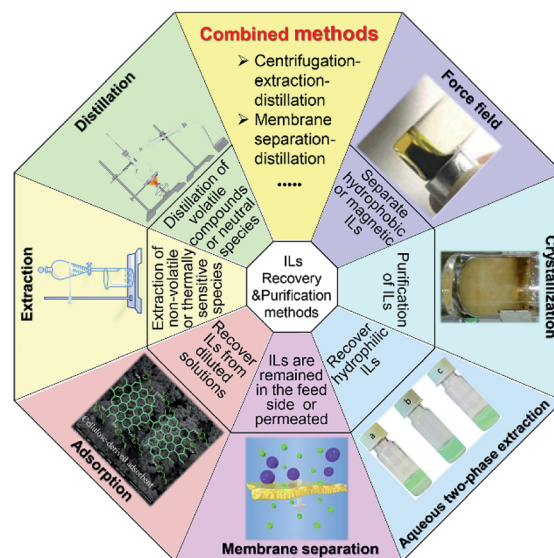 Combined methods
➢ Centrifugation-
extraction-
distillation
➢ Membrane
separation-
distillation
.....
Force field
Separate
hydrophobic
or magnetic
ILs
Crystallization
Purification
of ILs
Aqueous two-phase extraction
a
b
c
Recover
hydrophilic
ILs
Membrane separation
ILs are
remained
in the feed
side or
permeated
Adsorption
cellulose-derived adsorbent
Recover
ILs from
diluted
solutions
Extraction
Extraction of
non-volatile
or thermally
sensitive
species
Distillation
Distillation of
volatile
compounds
or neutral
species
ILs
Recovery
&Purification
methods